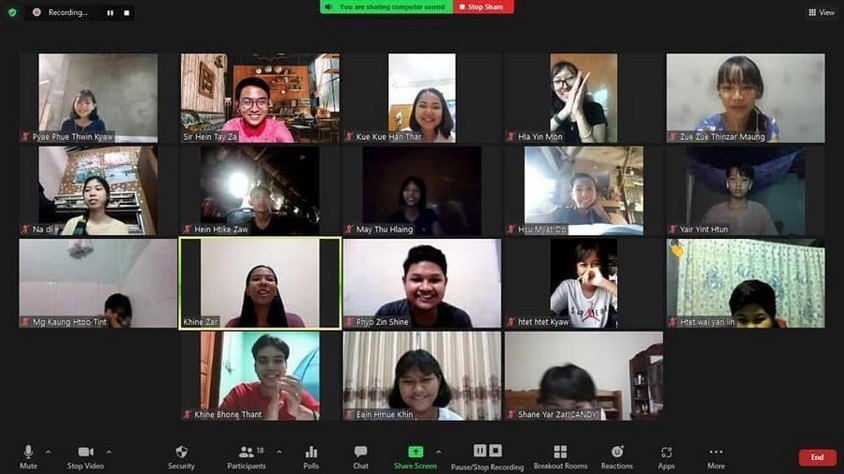 Recording...
You are sharing computer sound
Stop Share
View
Pyae Phue Thwin Kyaw
Sir Hein Tay Za
Kue Kue Han Thar
Hla Yin Mon
Zue Zue Thinzar Maung
Na di
Hein Htike Zaw
May Thu Hlaing
Hsu Myat
Yair Yint Htun
Mg Kaung Htoo Tint
Khine Zar
Phyo Zin Shine
htet htet Kyaw
Htet wai yan lin
Khine Bhone Thant
Eain Hmue Khin
Shane Yar Zar(CANDY)
Mute
Stop Video
Security
Participants
18
Polls
Chat
Share Screen
Pause/Stop Recording
Breakout Rooms
Reactions
Apps
More
End